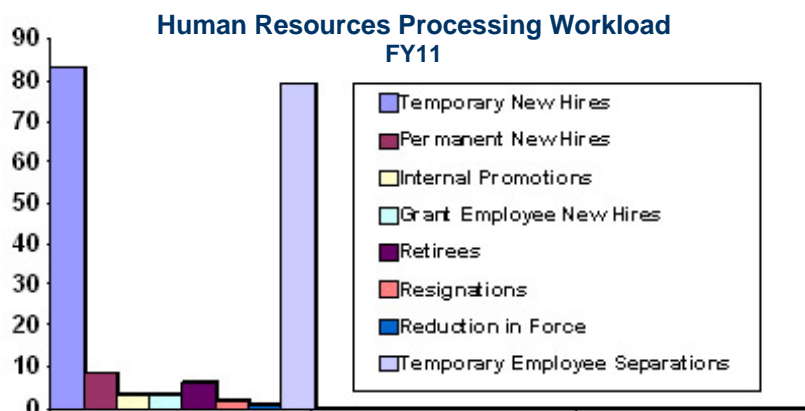 Human Resources Processing Workload
FY11
90
80
70
60
50
40
30
20
10
0
Temporary New Hires
Permanent New Hires
Internal Promotions
Grant Employee New Hires
Retirees
Resignations
Reduction in Force
Temporary Employee Separations